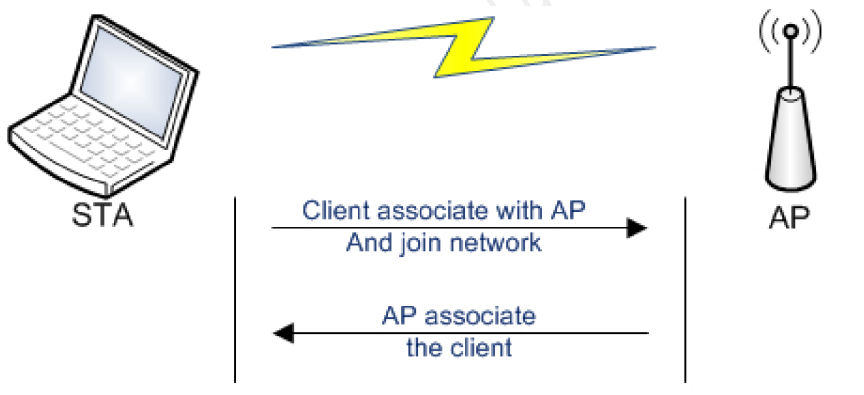 STA
Client associate with AP
And join network
AP
AP associate
the client